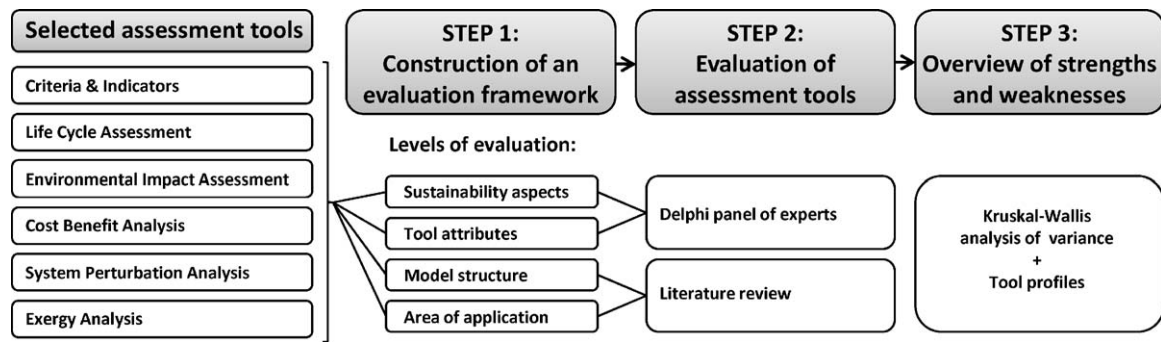 Selected assessment tools
Criteria & Indicators
Life Cycle Assessment
Environmental Impact Assessment
Cost Benefit Analysis
System Perturbation Analysis
Exergy Analysis
STEP 1:
Construction of an
evaluation framework
Levels of evaluation:
Sustainability aspects
Tool attributes
Model structure
Area of application
STEP 2:
Evaluation of
assessment tools
Delphi panel of experts
Literature review
STEP 3:
Overview of strengths
and weaknesses
Kruskal-Wallis
analysis of variance
+
Tool profiles